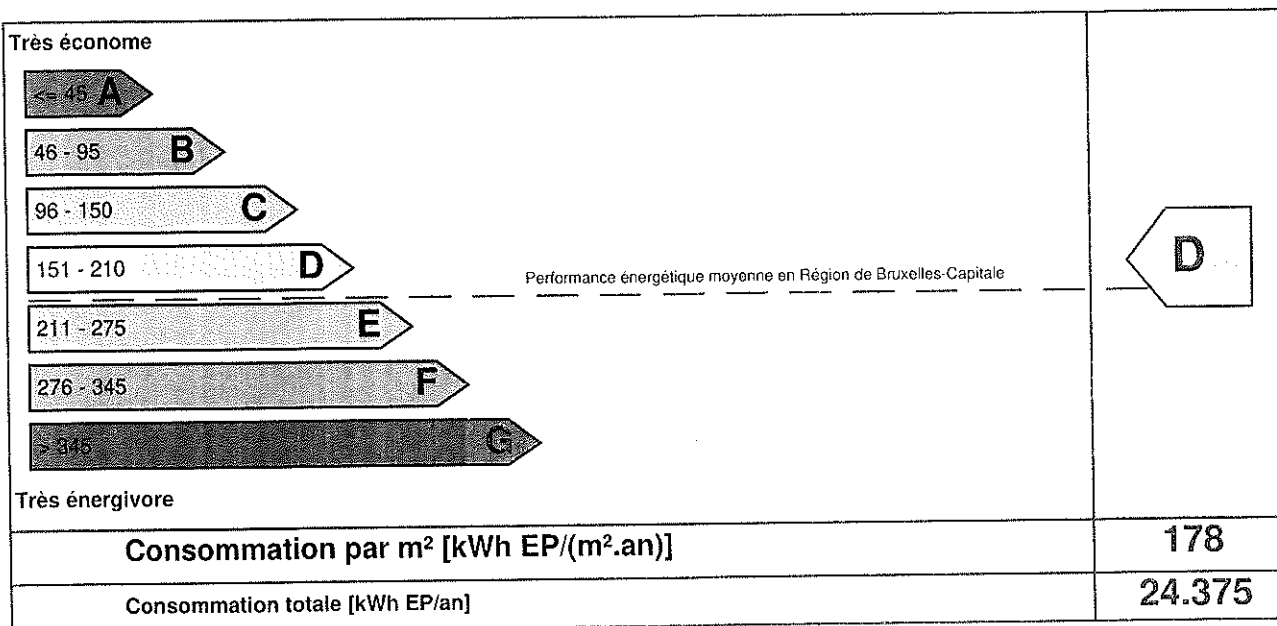 Très économe
<= 45 A
46 - 95 B
96 - 150 C
151 - 210 D
Performance énergétique moyenne en Région de Bruxelles-Capitale
D
211 - 275 E
276 - 345 F
> 345 G
Très énergivore
Consommation par m² [kWh EP/(m².an)] 178
Consommation totale [kWh EP/an] 24.375